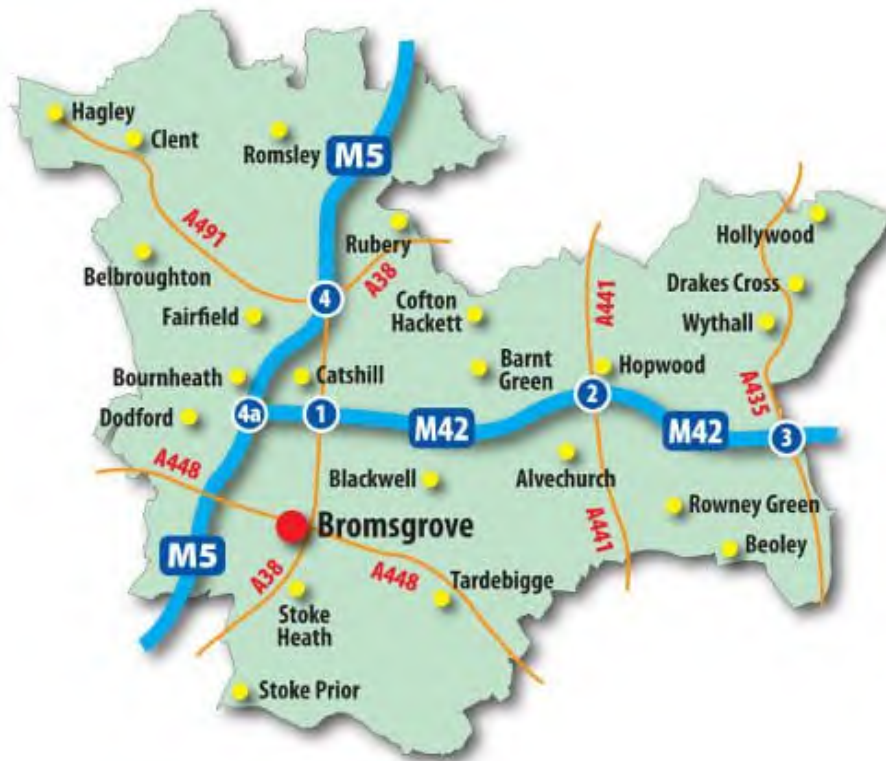 Hagley
Clent
Romsley
M5
A491
Rubery
Hollywood
Belbroughton
A38
A441
Drakes Cross
4
Cofton
Hackett
Fairfield
Wythall
Barnt
Green
Hopwood
Bournheath
Catshill
A435
2
Dodford
4a
1
M42
M42
3
A448
Blackwell
Alvechurch
Rowney Green
Bromsgrove
A441
Beoley
M5
A38
A448
Tardebigge
Stoke
Heath
Stoke Prior